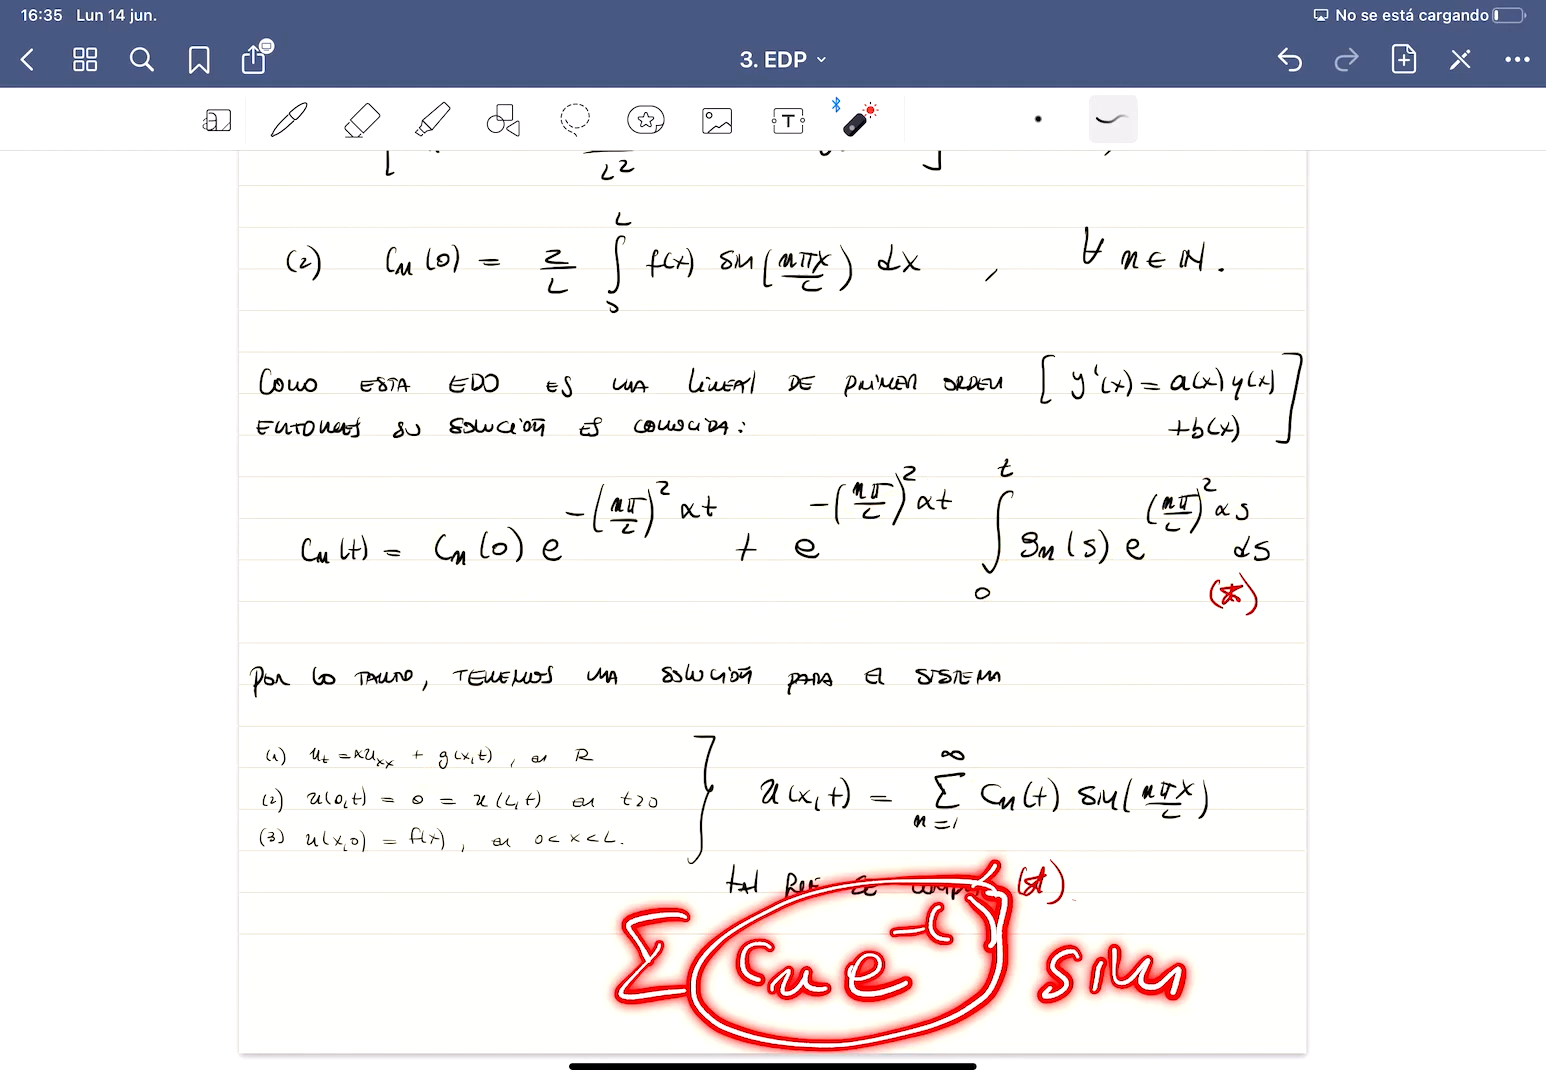 16:35 Lun 14 jun. No se está cargando
3. EDP
L²
(2) Cn(0) = 2/L ∫₀ᴸ f(x) sin(nπx/L) dx , ∀ n ∈ ℕ.
COMO ESTA EDO ES UNA LINEAL DE PRIMER ORDEN [ y'(x) = a(x) y(x)
ENTONCES SU SOLUCIÓN ES CONOCIDA: +b(x) ]
Cn(t) = Cn(0) e^{-(nπ/L)² αt} + e^{-(nπ/L)² αt} ∫₀ᵗ gn(s) e^{(nπ/L)² αs} ds
(*)
POR LO TANTO, TENEMOS UNA SOLUCIÓN PARA EL SISTEMA
(1) ut = αuxx + g(x,t), en R
(2) u(0,t) = 0 = u(L,t) en t≥0
(3) u(x,0) = f(x), en 0<x<L.
u(x,t) = ∑_{n=1}^{∞} Cn(t) sin(nπx/L)
tal que se (*).
∑ Cn e^{-( )} sin